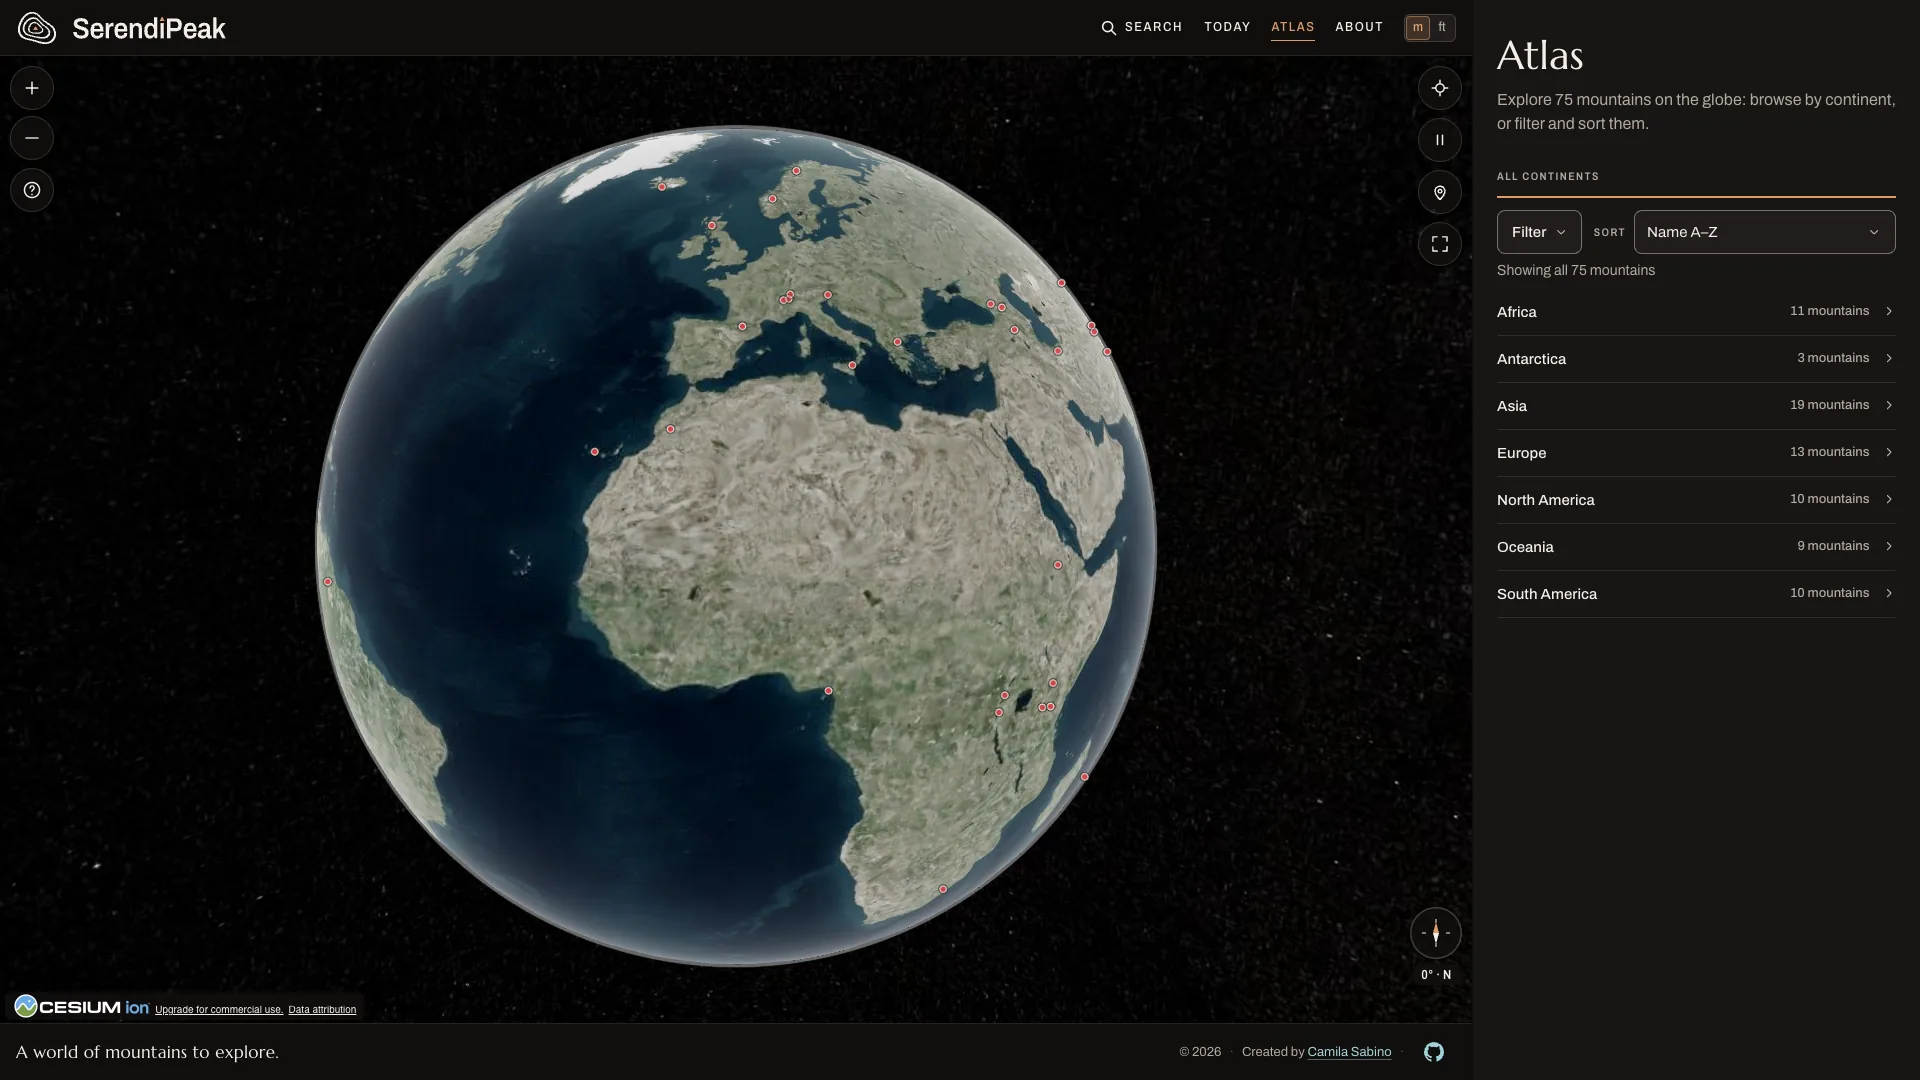 SerendiPeak
SEARCH
TODAY
ATLAS
ABOUT
m
ft
Atlas
Explore 75 mountains on the globe: browse by continent,
or filter and sort them.
ALL CONTINENTS
Filter
SORT
Name A–Z
Showing all 75 mountains
Africa
11 mountains
Antarctica
3 mountains
Asia
19 mountains
Europe
13 mountains
North America
10 mountains
Oceania
9 mountains
South America
10 mountains
0° · N
CESIUM ion
Upgrade for commercial use.
Data attribution
A world of mountains to explore.
© 2026 · Created by Camila Sabino ·